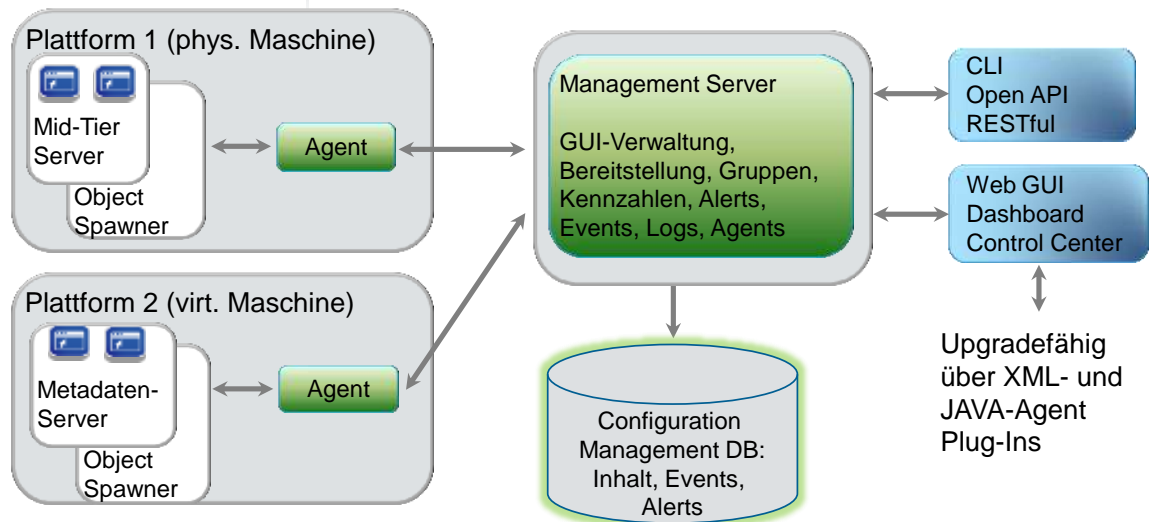 Plattform 1 (phys. Maschine)
Mid-Tier
Server
Object
Spawner
Agent
Plattform 2 (virt. Maschine)
Metadaten-
Server
Object
Spawner
Agent
Management Server
GUI-Verwaltung,
Bereitstellung, Gruppen,
Kennzahlen, Alerts,
Events, Logs, Agents
Configuration
Management DB:
Inhalt, Events,
Alerts
CLI
Open API
RESTful
Web GUI
Dashboard
Control Center
Upgradefähig
über XML- und
JAVA-Agent
Plug-Ins